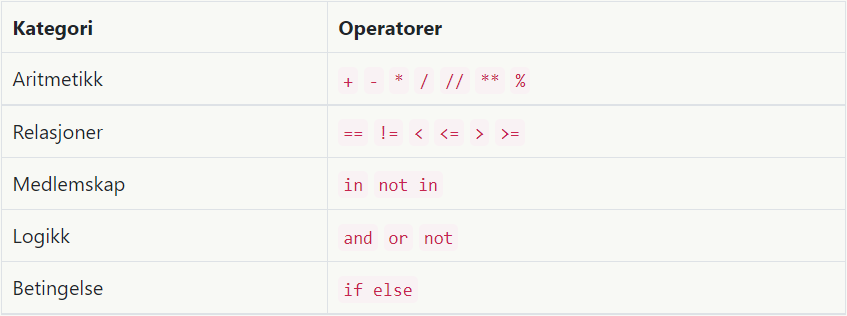 Kategori Operatorer
Aritmetikk + - * / // ** %
Relasjoner == != < <= > >=
Medlemskap in not in
Logikk and or not
Betingelse if else